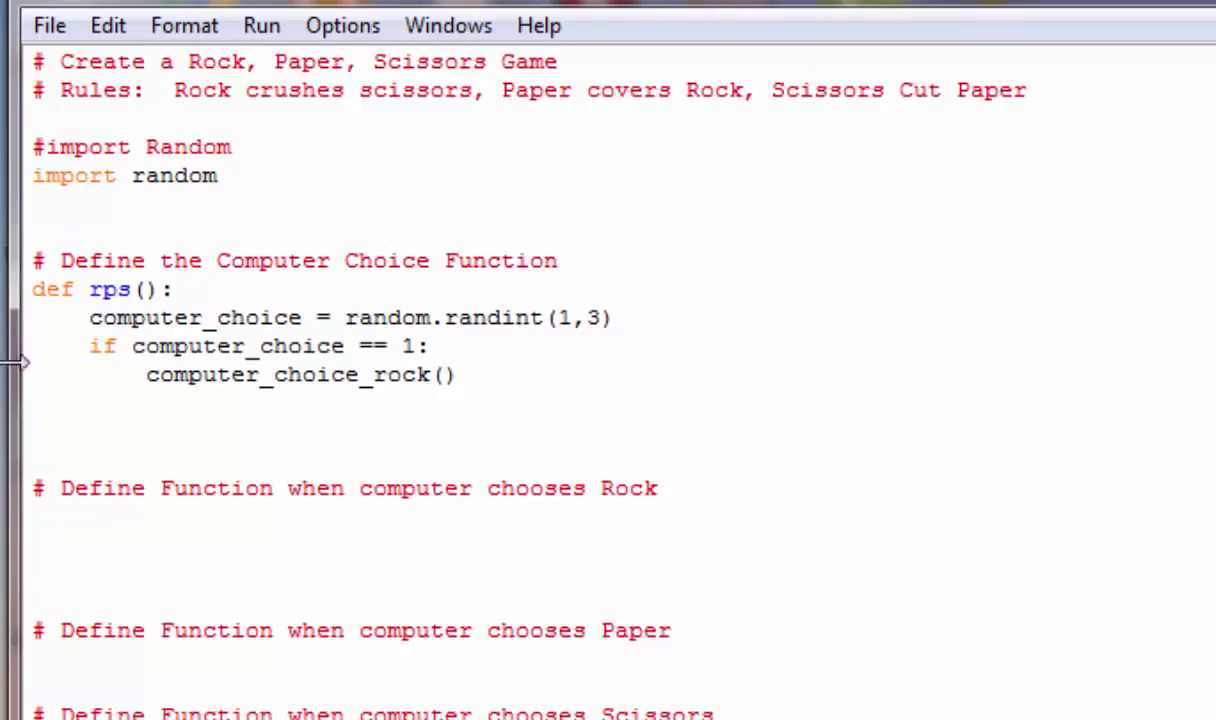 File Edit Format Run Options Windows Help
# Create a Rock, Paper, Scissors Game
# Rules:  Rock crushes scissors, Paper covers Rock, Scissors Cut Paper
#import Random
import random
# Define the Computer Choice Function
def rps():
    computer_choice = random.randint(1,3)
    if computer_choice == 1:
        computer_choice_rock()
# Define Function when computer chooses Rock
# Define Function when computer chooses Paper
# Define Function when computer chooses Scissors